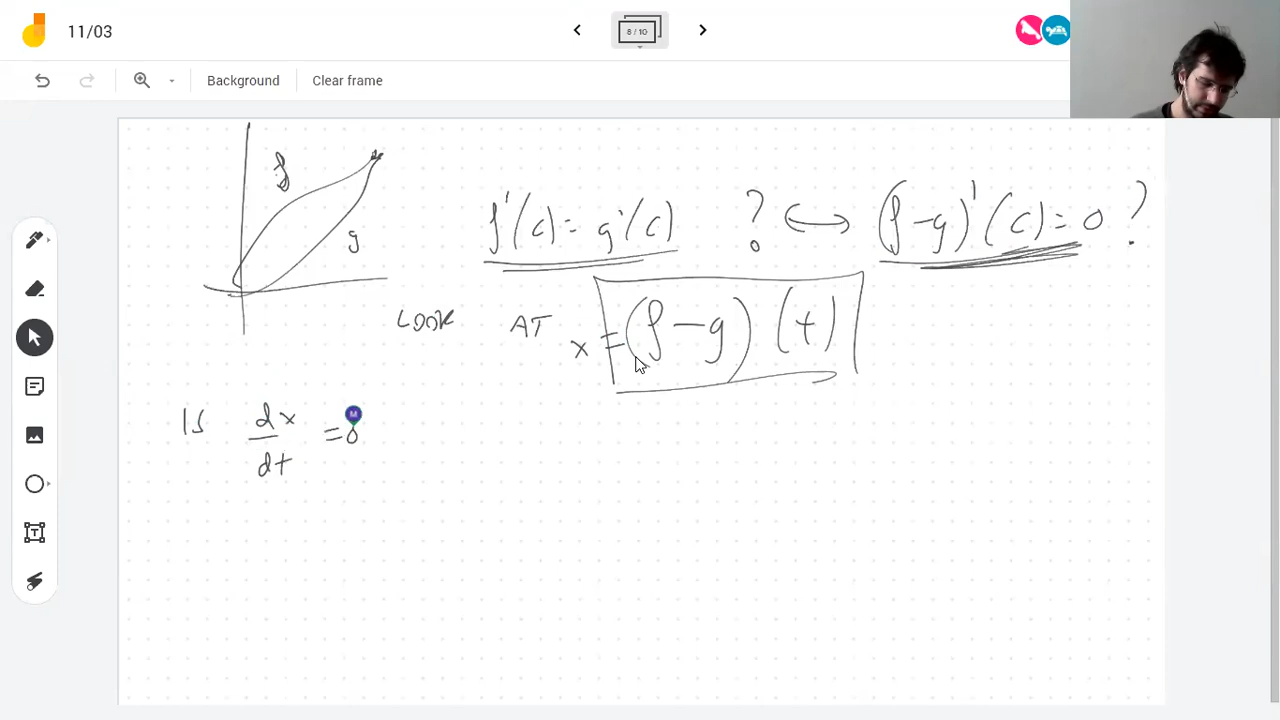 11/03
8 / 10
Background
Clear frame
f
g
f'(c) = g'(c) ? ↔ (f-g)'(c) = 0 ?
LOOK AT x = (f-g)(t)
IS dx/dt = 0
M
T